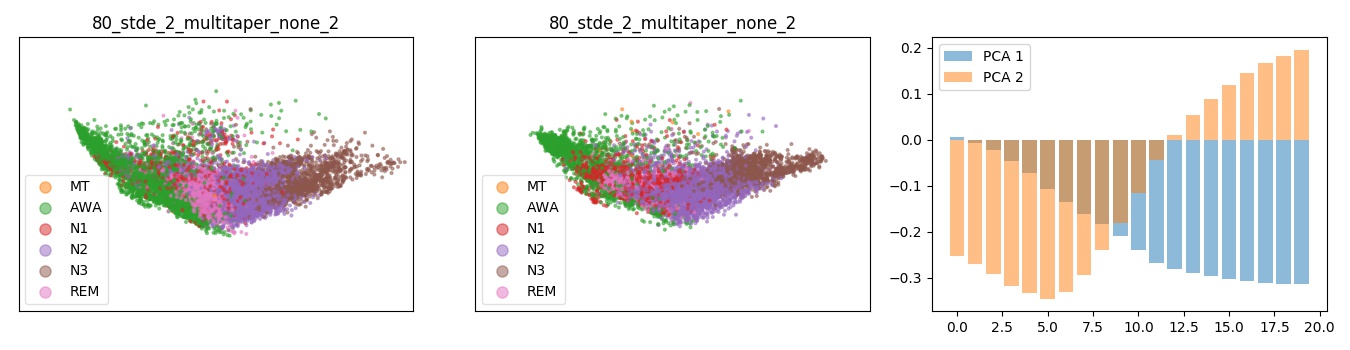 80_stde_2_multitaper_none_2
MT
AWA
N1
N2
N3
REM
80_stde_2_multitaper_none_2
MT
AWA
N1
N2
N3
REM
PCA 1
PCA 2
0.2
0.1
0.0
−0.1
−0.2
−0.3
0.0 2.5 5.0 7.5 10.0 12.5 15.0 17.5 20.0